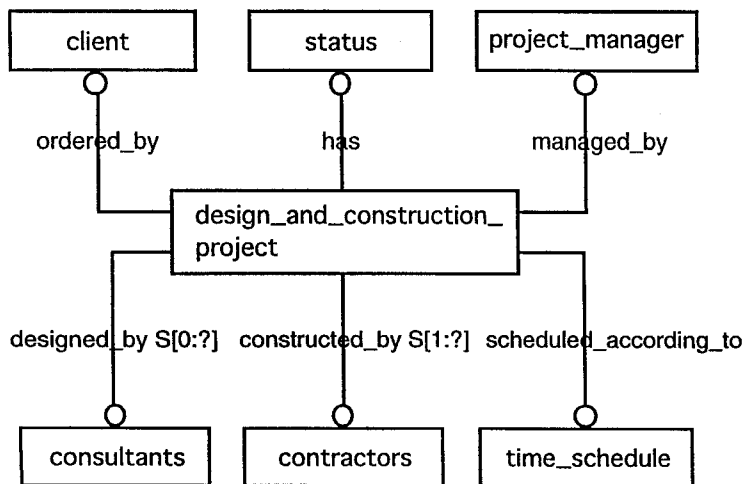 client
status
project_manager
ordered_by
has
managed_by
design_and_construction_
project
designed_by S[0:?]
constructed_by S[1:?]
scheduled_according_to
consultants
contractors
time_schedule